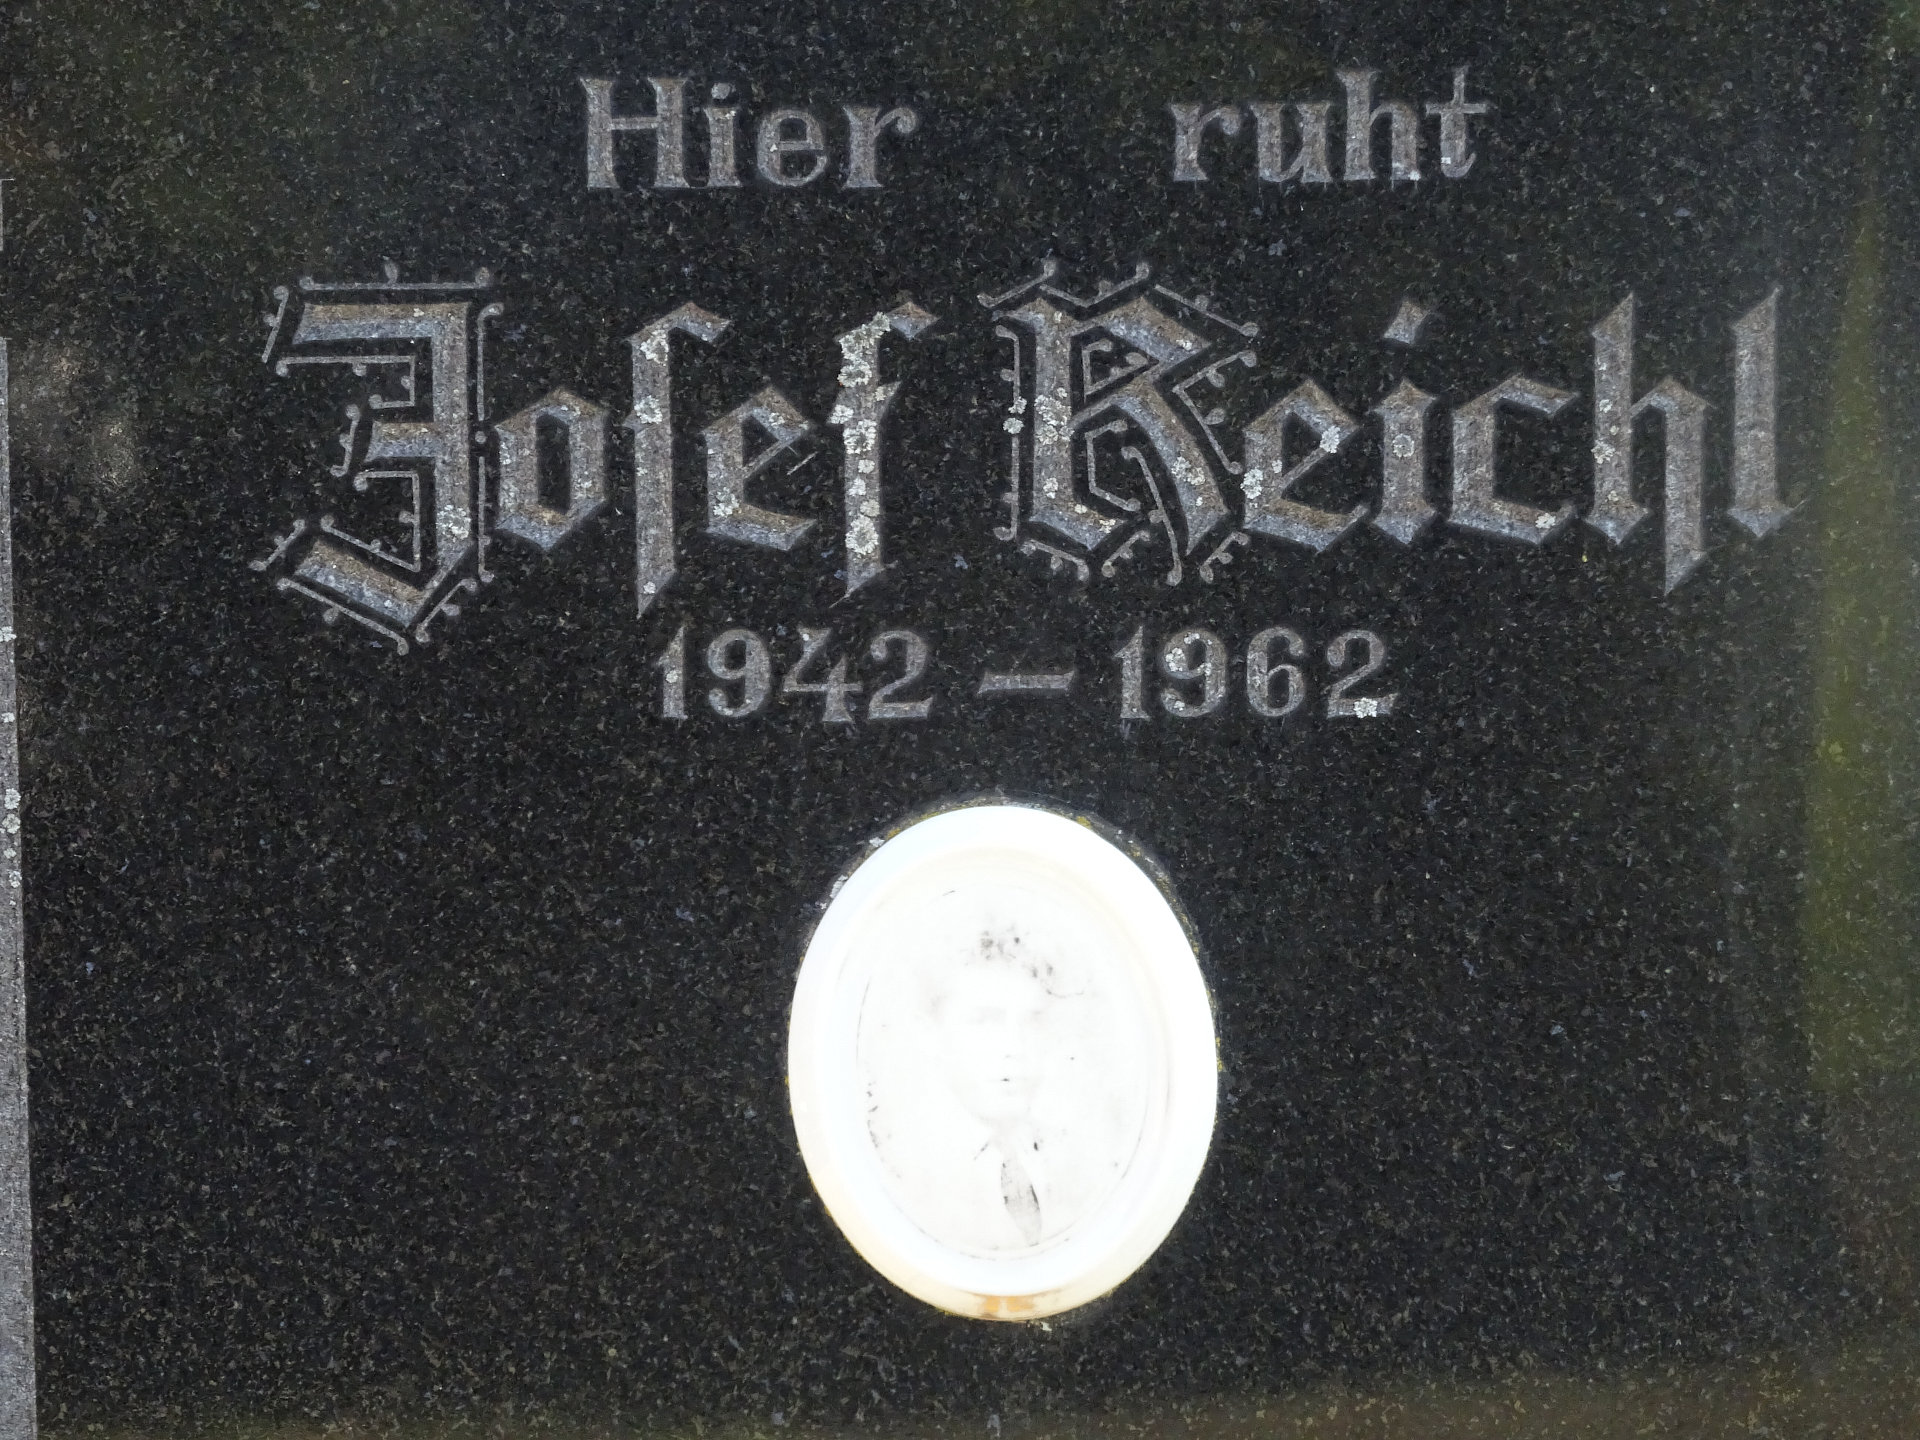 Hier ruht
Joſef Reichl
1942 – 1962